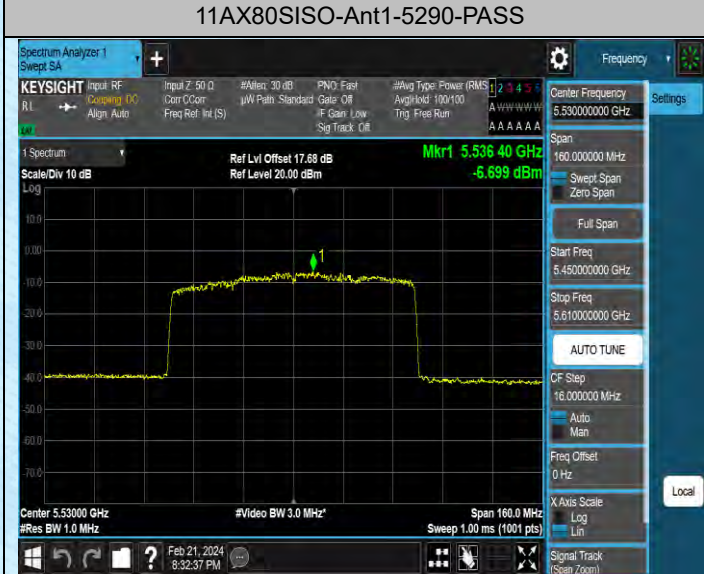 11AX80SISO-Ant1-5290-PASS
Spectrum Analyzer 1
Swept SA
Frequency
KEYSIGHT
RL
Input: RF
Coupling: DC
Align: Auto
Input Z: 50 Ω
Corr CCorr
Freq Ref: Int (S)
#Atten: 30 dB
µW Path: Standard
PNO: Fast
Gate: Off
IF Gain: Low
Sig Track: Off
#Avg Type: Power (RMS
Avg|Hold: 100/100
Trig: Free Run
1 2 3 4 5 6
A W W W W W
A A A A A A
1 Spectrum
Scale/Div 10 dB
Log
Ref Lvl Offset 17.68 dB
Ref Level 20.00 dBm
Mkr1 5.536 40 GHz
-6.699 dBm
10.0
0.00
-10.0
-20.0
-30.0
-40.0
-50.0
-60.0
-70.0
1
Center 5.53000 GHz
#Res BW 1.0 MHz
#Video BW 3.0 MHz*
Span 160.0 MHz
Sweep 1.00 ms (1001 pts)
Center Frequency
5.530000000 GHz
Settings
Span
160.000000 MHz
Swept Span
Zero Span
Full Span
Start Freq
5.450000000 GHz
Stop Freq
5.610000000 GHz
AUTO TUNE
CF Step
16.000000 MHz
Auto
Man
Freq Offset
0 Hz
X Axis Scale
Log
Lin
Local
Signal Track
(Span Zoom)
Feb 21, 2024
8:32:37 PM